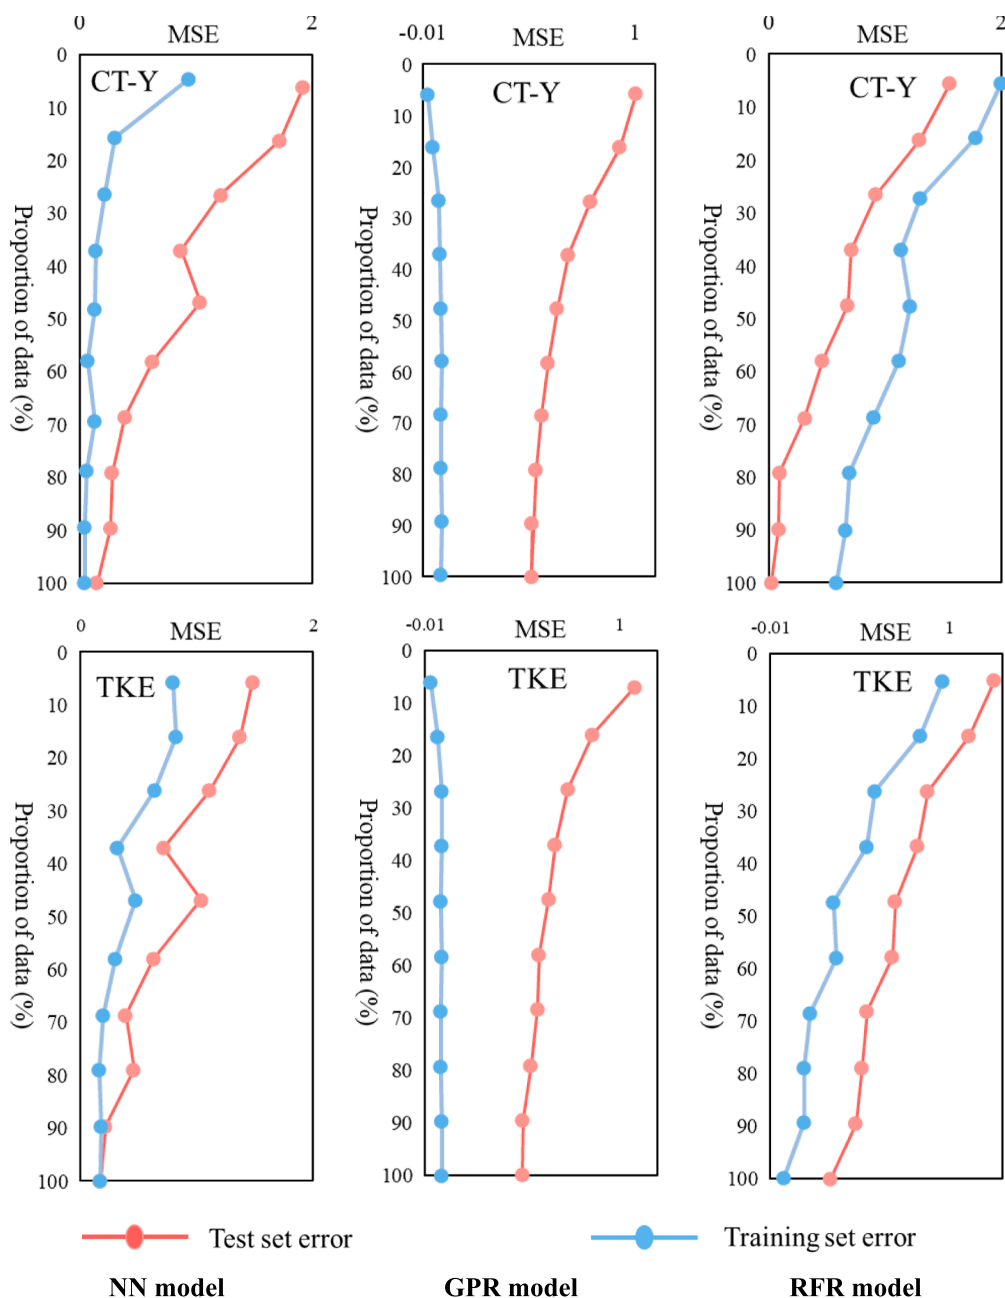 0 MSE 2
CT-Y
0
10
20
30
40
50
60
70
80
90
100
Proportion of data (%)
-0.01 MSE 1
CT-Y
0
10
20
30
40
50
60
70
80
90
100
Proportion of data (%)
0 MSE 2
CT-Y
0
10
20
30
40
50
60
70
80
90
100
Proportion of data (%)
0 MSE 2
TKE
0
10
20
30
40
50
60
70
80
90
100
Proportion of data (%)
-0.01 MSE 1
TKE
0
10
20
30
40
50
60
70
80
90
100
Proportion of data (%)
-0.01 MSE 1
TKE
0
10
20
30
40
50
60
70
80
90
100
Proportion of data (%)
Test set error
Training set error
NN model
GPR model
RFR model